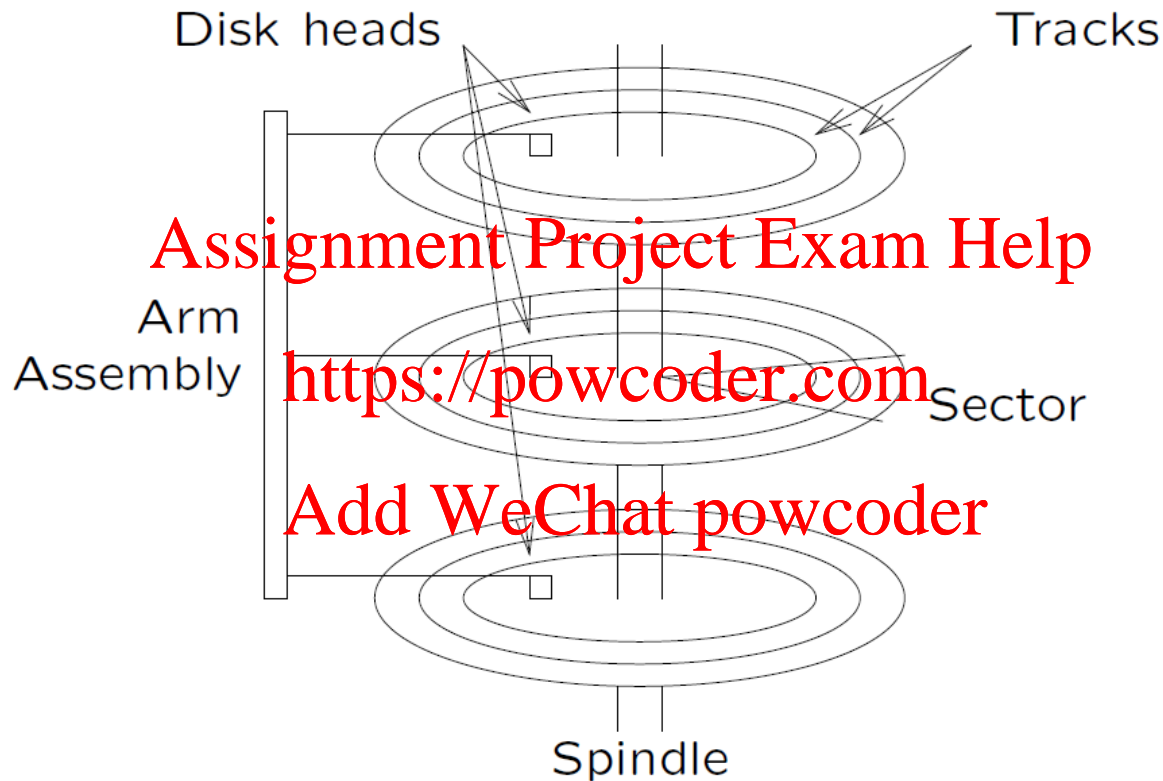 Disk heads
Tracks
Assignment Project Exam Help
Arm
Assembly
https://powcoder.com
Sector
Add WeChat powcoder
Spindle